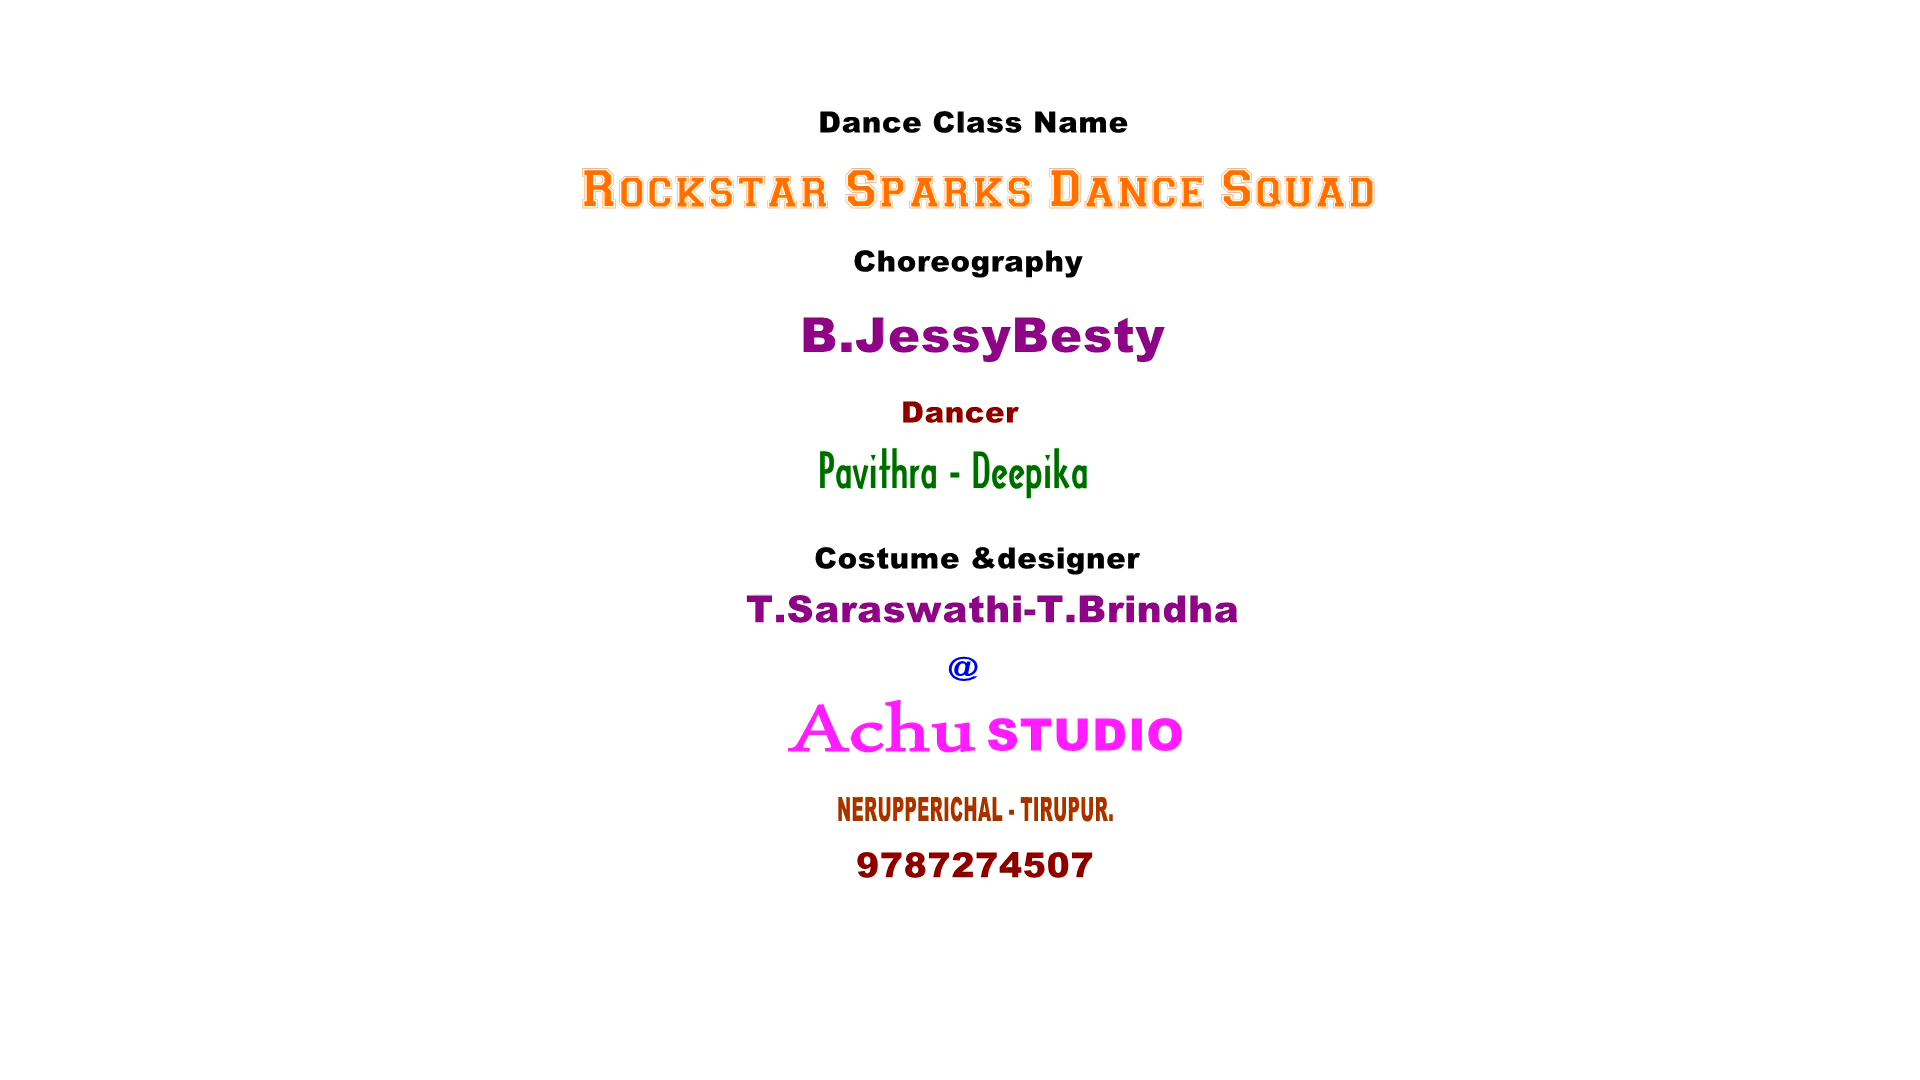 Dance Class Name
Rockstar Sparks Dance Squad
Choreography
B.JessyBesty
Dancer
Pavithra - Deepika
Costume &designer
T.Saraswathi-T.Brindha
@
Achu STUDIO
NERUPPERICHAL - TIRUPUR.
9787274507